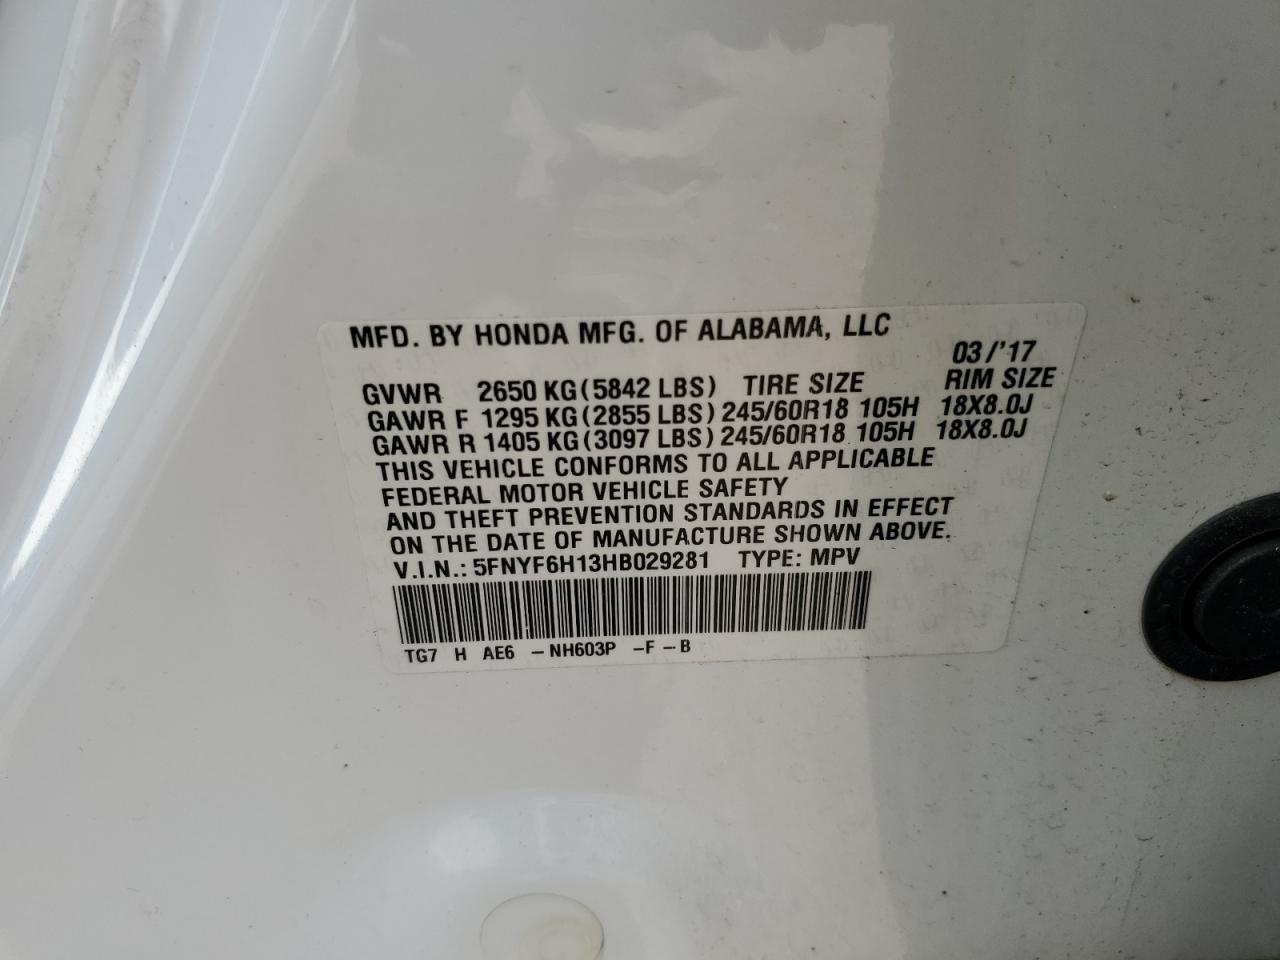 MFD. BY HONDA MFG. OF ALABAMA, LLC
03/'17
GVWR 2650 KG(5842 LBS) TIRE SIZE RIM SIZE
GAWR F 1295 KG(2855 LBS) 245/60R18 105H 18X8.0J
GAWR R 1405 KG(3097 LBS) 245/60R18 105H 18X8.0J
THIS VEHICLE CONFORMS TO ALL APPLICABLE
FEDERAL MOTOR VEHICLE SAFETY
AND THEFT PREVENTION STANDARDS IN EFFECT
ON THE DATE OF MANUFACTURE SHOWN ABOVE.
V.I.N.: 5FNYF6H13HB029281 TYPE: MPV
TG7 H AE6 -NH603P -F-B